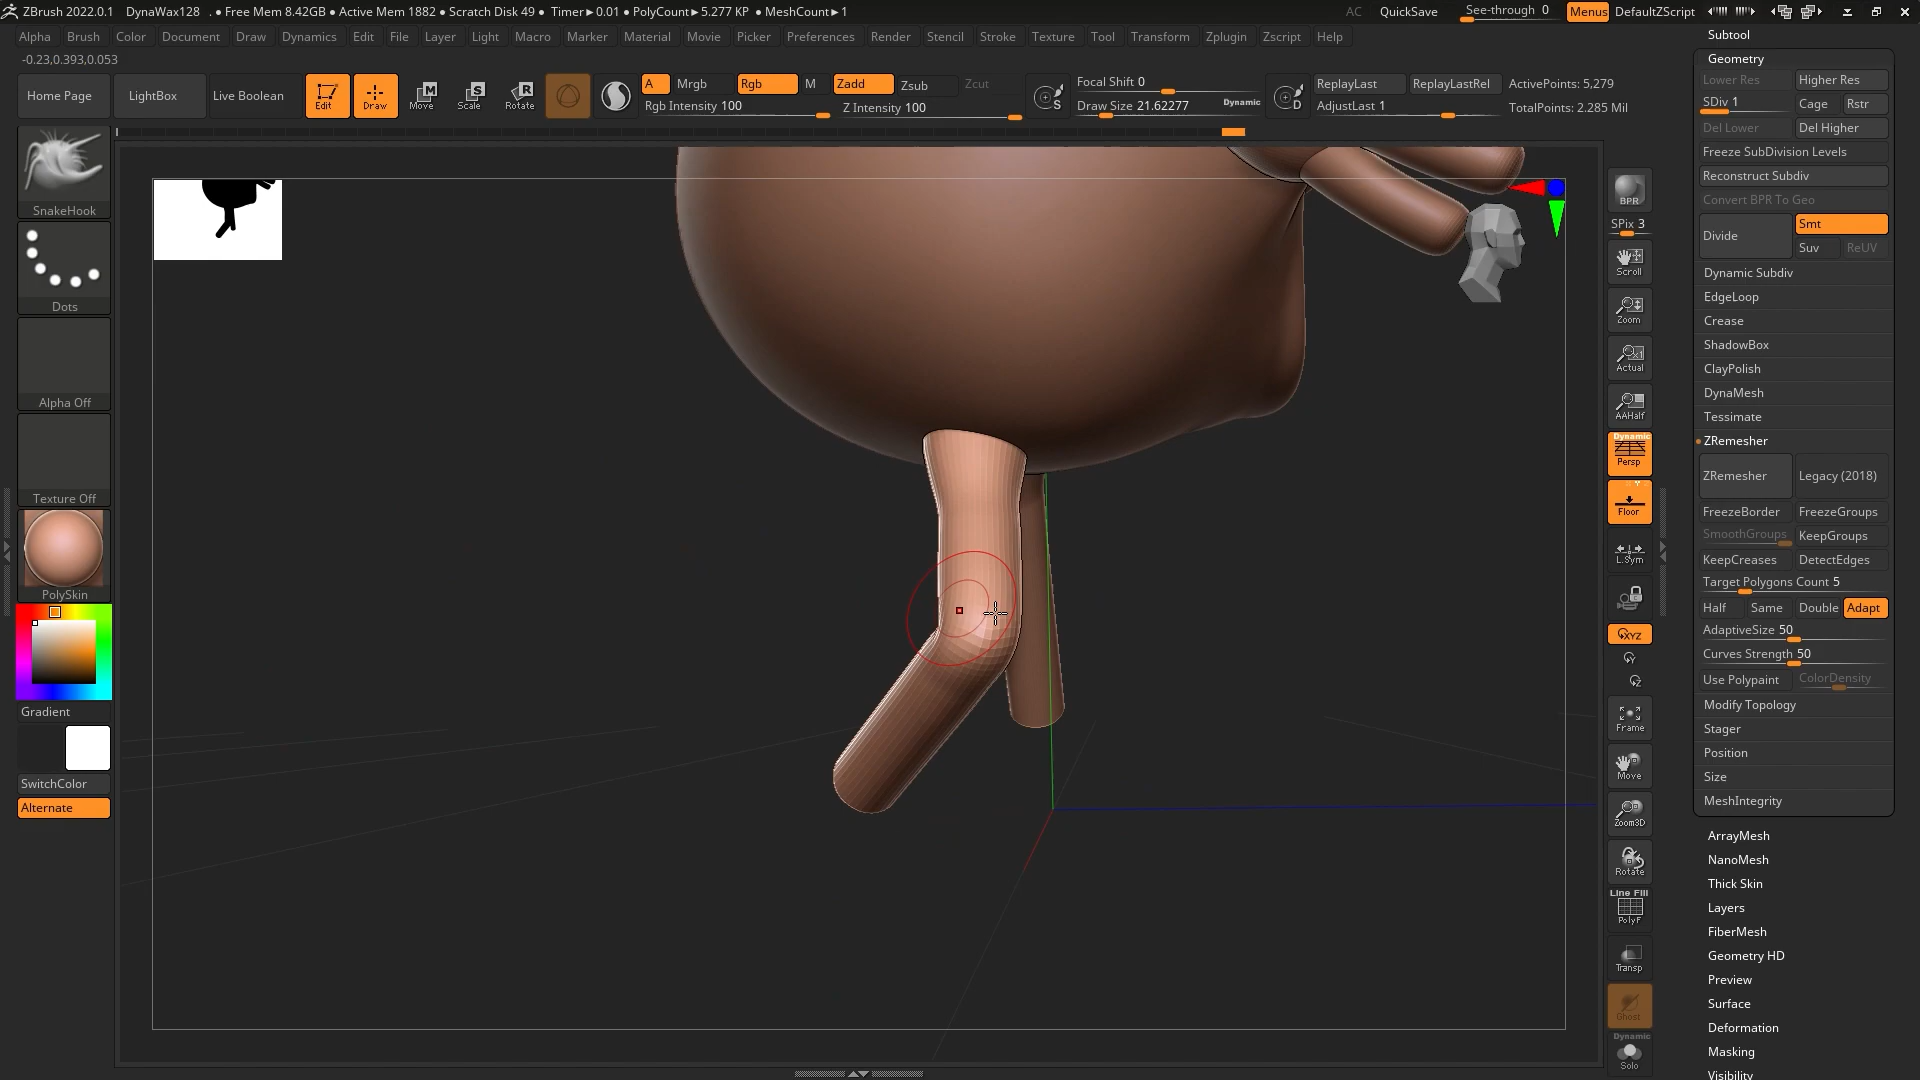 ZBrush 2022.0.1 DynaWax128 . ● Free Mem 8.42GB ● Active Mem 1882 ● Scratch Disk 49 ● Timer►0.01 ● PolyCount►5.277 KP ● MeshCount►1 AC QuickSave See-through 0 Menus DefaultZScript
Alpha Brush Color Document Draw Dynamics Edit File Layer Light Macro Marker Material Movie Picker Preferences Render Stencil Stroke Texture Tool Transform Zplugin Zscript Help
-0.23,0.393,0.053
Home Page LightBox Live Boolean Edit Draw Move Scale Rotate
A Mrgb Rgb M Zadd Zsub Zcut
Rgb Intensity 100 Z Intensity 100
S Focal Shift 0
Draw Size 21.62277 Dynamic
D ReplayLast ReplayLastRel ActivePoints: 5,279
AdjustLast 1 TotalPoints: 2.285 Mil
SnakeHook
Dots
Alpha Off
Texture Off
PolySkin
Gradient
SwitchColor
Alternate
BPR
SPix 3
Scroll
Zoom
Actual
AAHalf
Dynamic
Persp
Floor
L.Sym
XYZ
Y
Z
Frame
Move
Zoom3D
Rotate
Line Fill
PolyF
Transp
Ghost
Dynamic
Solo
Subtool
Geometry
Lower Res Higher Res
SDiv 1 Cage Rstr
Del Lower Del Higher
Freeze SubDivision Levels
Reconstruct Subdiv
Convert BPR To Geo
Divide Smt
Suv ReUV
Dynamic Subdiv
EdgeLoop
Crease
ShadowBox
ClayPolish
DynaMesh
Tessimate
ZRemesher
ZRemesher Legacy (2018)
FreezeBorder FreezeGroups
SmoothGroups KeepGroups
KeepCreases DetectEdges
Target Polygons Count 5
Half Same Double Adapt
AdaptiveSize 50
Curves Strength 50
Use Polypaint ColorDensity
Modify Topology
Stager
Position
Size
MeshIntegrity
ArrayMesh
NanoMesh
Thick Skin
Layers
FiberMesh
Geometry HD
Preview
Surface
Deformation
Masking
Visibility